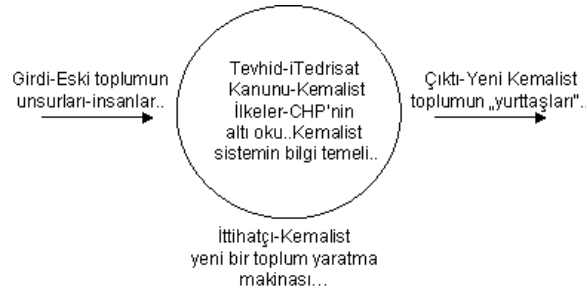 Girdi-Eski toplumun
unsurları-insanlar..
Tevhid-iTedrisat
Kanunu-Kemalist
İlkeler-CHP'nin
altı oku..Kemalist
sistemin bilgi temeli..
Çıktı-Yeni Kemalist
toplumun „yurttaşları"..
İttihatçı-Kemalist
yeni bir toplum yaratma
makinası...